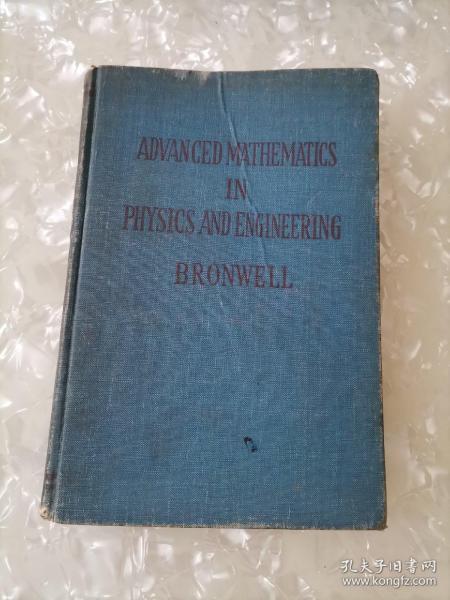 ADVANCED MATHEMATICS
IN
PHYSICS AND ENGINEERING
BRONWELL
孔夫子旧书网
www.kongfz.com